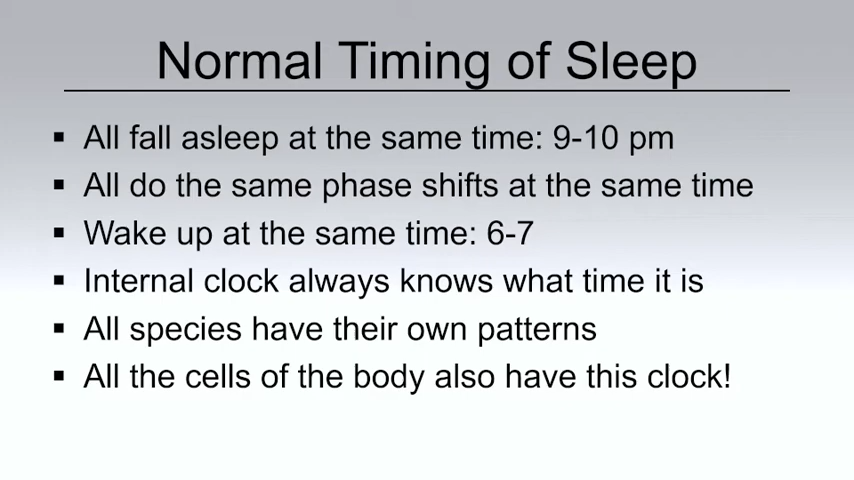 Normal Timing of Sleep
▪ All fall asleep at the same time: 9-10 pm
▪ All do the same phase shifts at the same time
▪ Wake up at the same time: 6-7
▪ Internal clock always knows what time it is
▪ All species have their own patterns
▪ All the cells of the body also have this clock!